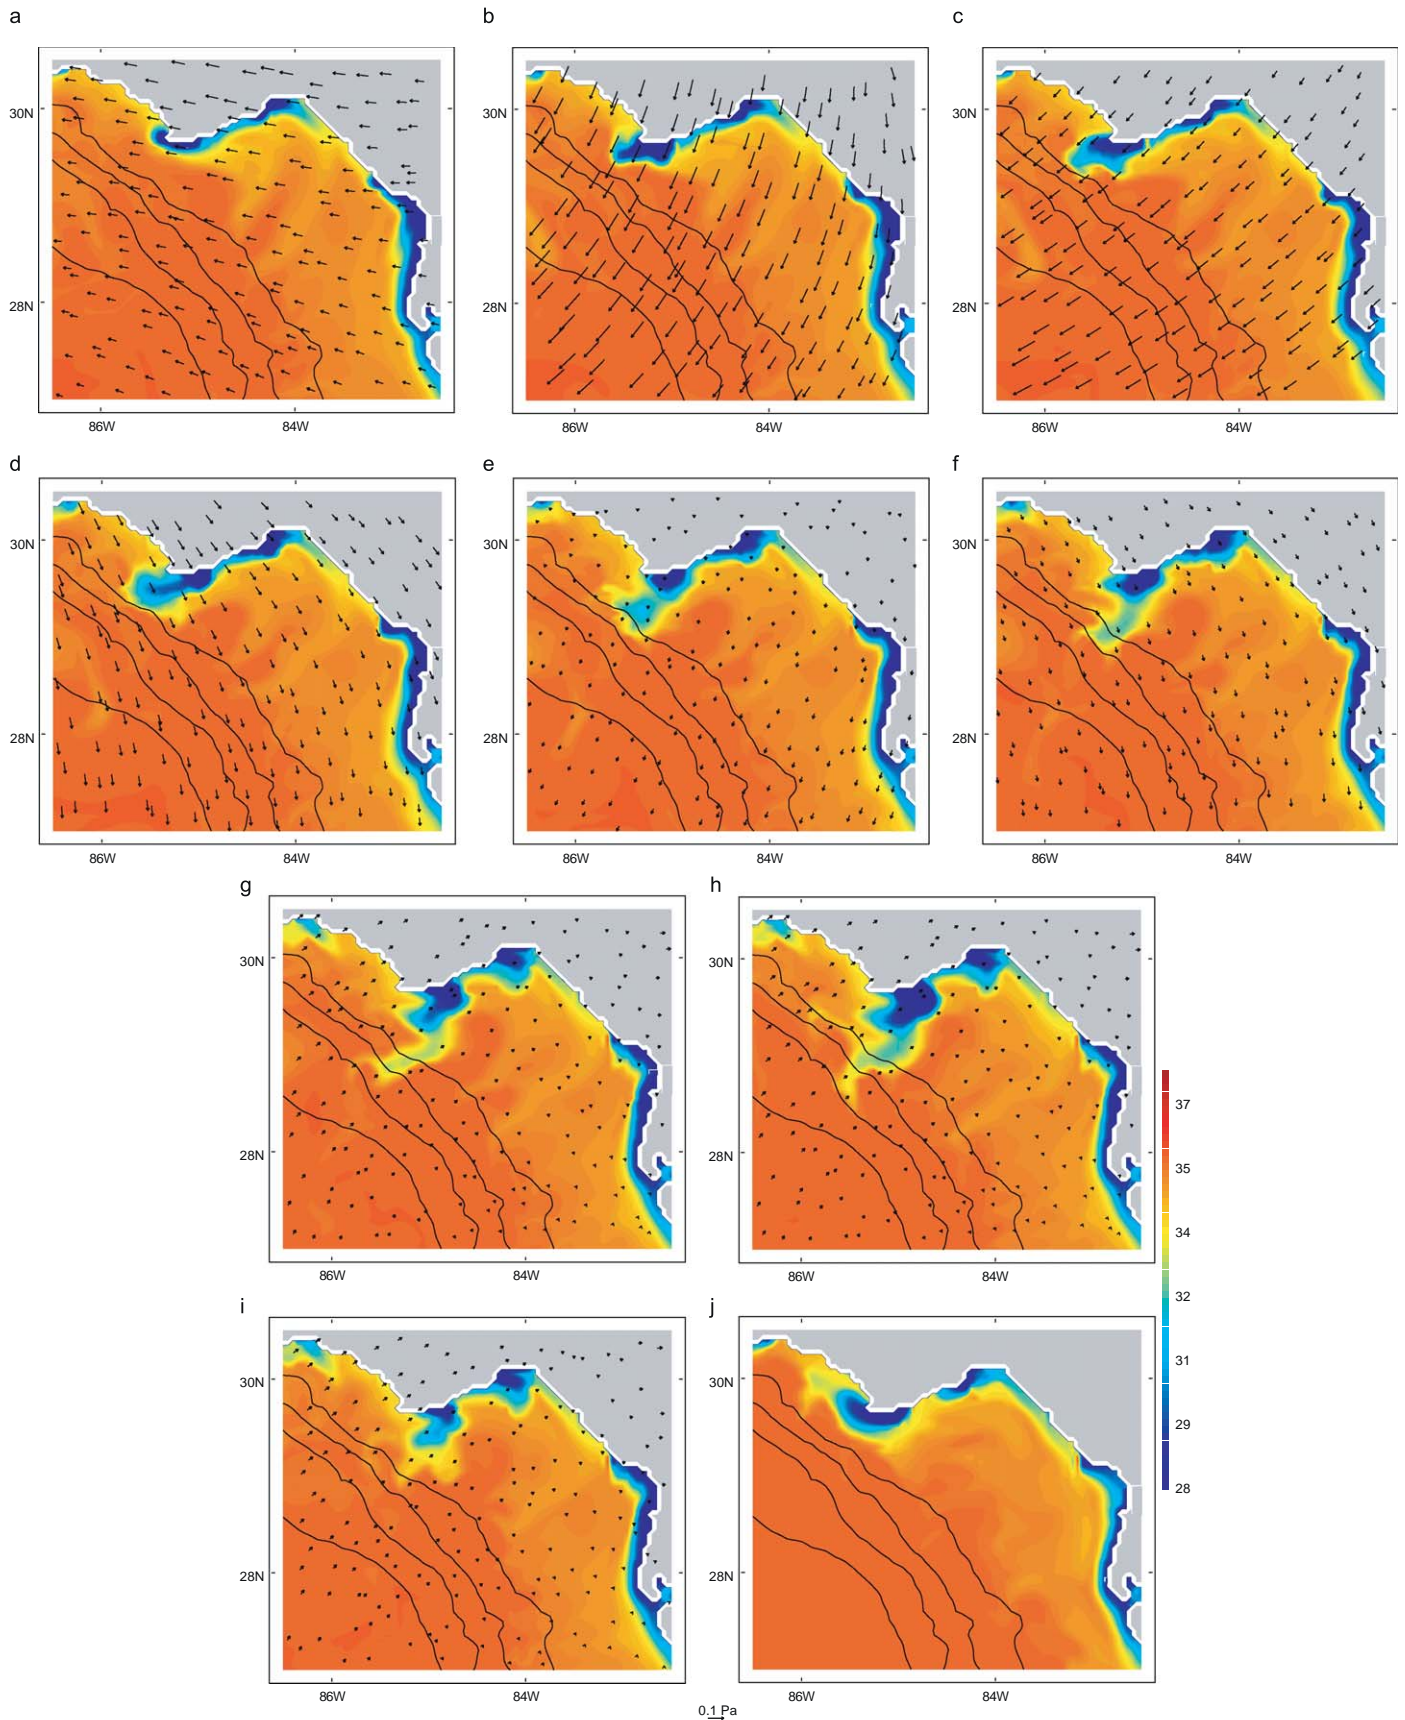 a b c
30N 30N 30N
28N 28N 28N
86W 84W 86W 84W 86W 84W
d e f
30N 30N 30N
28N 28N 28N
86W 84W 86W 84W 86W 84W
g h
30N 30N
28N 28N
86W 84W 86W 84W
37
35
34
32
31
29
28
i j
30N 30N
28N 28N
86W 84W 86W 84W
0.1 Pa